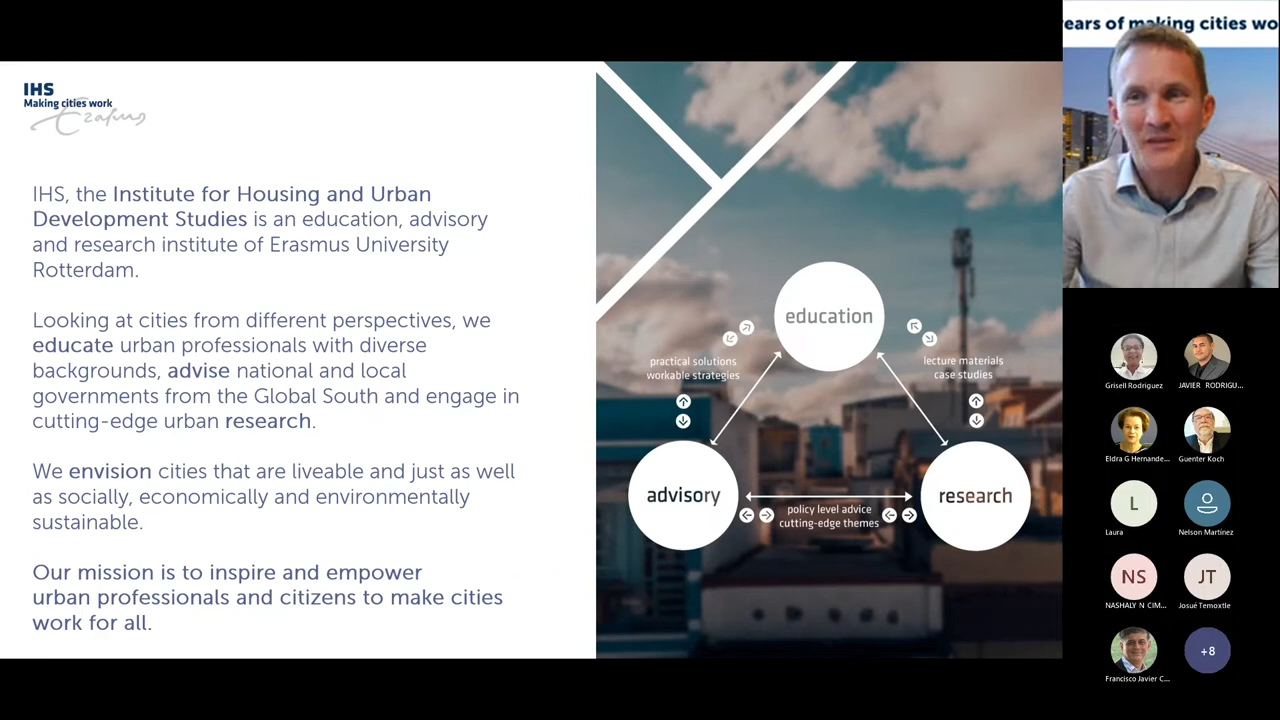 IHS
Making cities work
Erasmus
IHS, the Institute for Housing and Urban
Development Studies is an education, advisory
and research institute of Erasmus University
Rotterdam.
Looking at cities from different perspectives, we
educate urban professionals with diverse
backgrounds, advise national and local
governments from the Global South and engage in
cutting-edge urban research.
We envision cities that are liveable and just as well
as socially, economically and environmentally
sustainable.
Our mission is to inspire and empower
urban professionals and citizens to make cities
work for all.
education
practical solutions
workable strategies
lecture materials
case studies
advisory
research
policy level advice
cutting-edge themes
ears of making cities wo
Grisell Rodriguez
JAVIER RODRIGU...
Eldra G Hernande...
Guenter Koch
L
Laura
Nelson Martínez
NS
NASHALY N CIM...
JT
Josué Temoxtle
Francisco Javier C...
+8